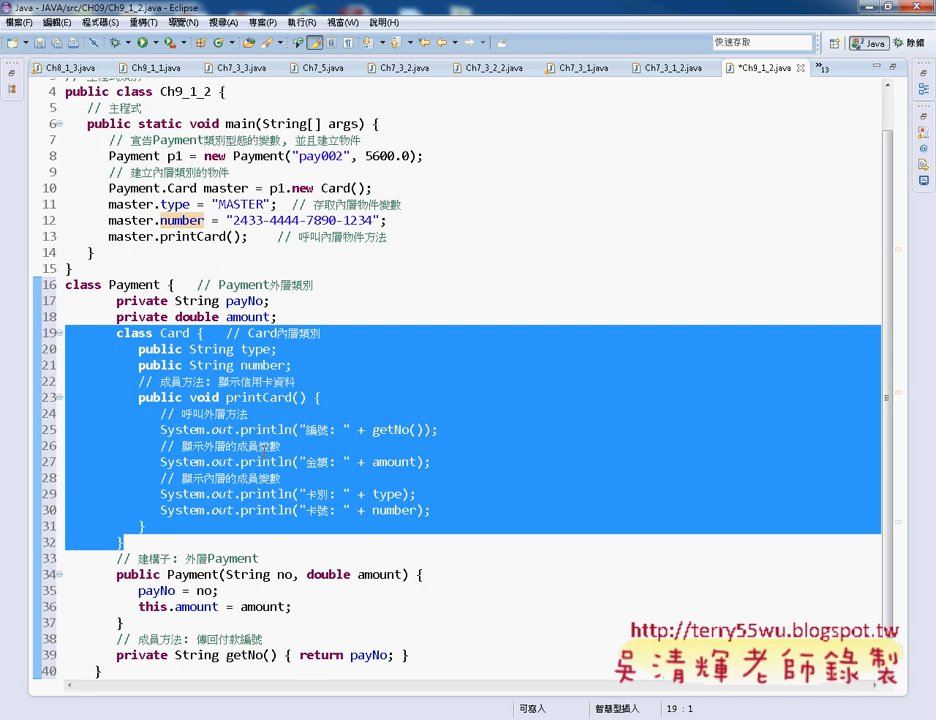 Java - JAVA/src/CH09/Ch9_1_2.java - Eclipse
檔案(F) 編輯(E) 程式碼(S) 重構(T) 導覽(N) 搜尋(A) 專案(P) 執行(R) 視窗(W) 說明(H)
快速存取 Java 除錯
Ch8_1_3.java Ch9_1_1.java Ch7_3_3.java Ch7_5.java Ch7_3_2.java Ch7_3_2_2.java Ch7_3_1.java Ch7_3_1_2.java *Ch9_1_2.java »13
4 public class Ch9_1_2 {
5 // 主程式
6 public static void main(String[] args) {
7 // 宣告Payment類別型態的變數, 並且建立物件
8 Payment p1 = new Payment("pay002", 5600.0);
9 // 建立內層類別的物件
10 Payment.Card master = p1.new Card();
11 master.type = "MASTER"; // 存取內層物件變數
12 master.number = "2433-4444-7890-1234";
13 master.printCard(); // 呼叫內層物件方法
14 }
15 }
16 class Payment { // Payment外層類別
17 private String payNo;
18 private double amount;
19 class Card { // Card內層類別
20 public String type;
21 public String number;
22 // 成員方法: 顯示信用卡資料
23 public void printCard() {
24 // 呼叫外層方法
25 System.out.println("編號: " + getNo());
26 // 顯示外層的成員變數
27 System.out.println("金額: " + amount);
28 // 顯示內層的成員變數
29 System.out.println("卡別: " + type);
30 System.out.println("卡號: " + number);
31 }
32 }
33 // 建構子: 外層Payment
34 public Payment(String no, double amount) {
35 payNo = no;
36 this.amount = amount;
37 }
38 // 成員方法: 傳回付款編號
39 private String getNo() { return payNo; }
40 }
http://terry55wu.blogspot.tw
吳清輝老師錄製
可寫入 智慧型插入 19 : 1